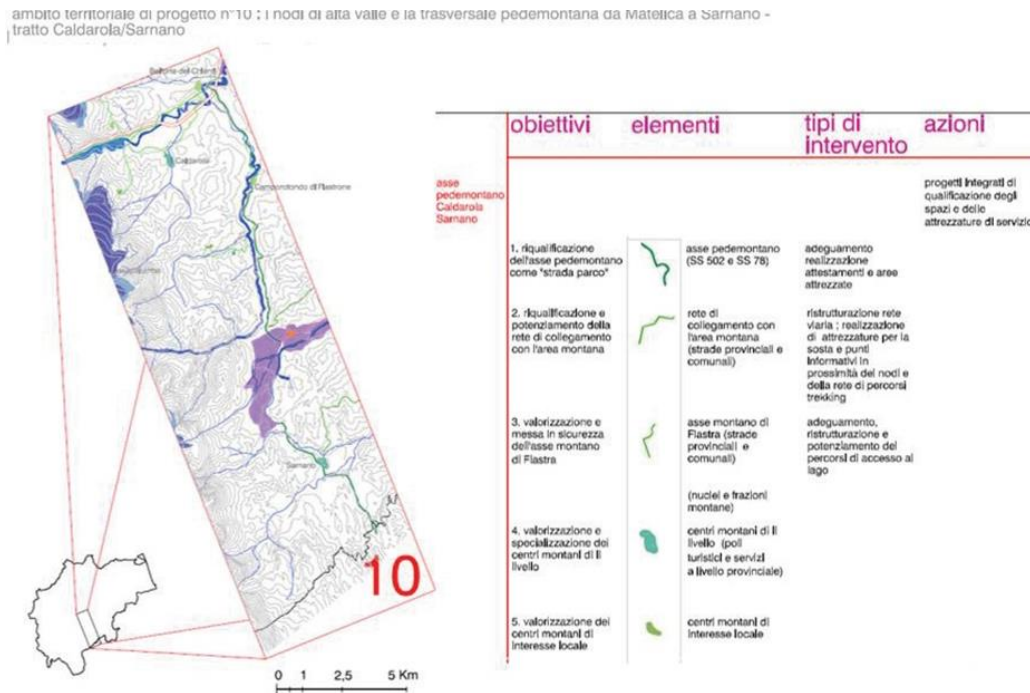 ambito territoriale di progetto n°10 : i nodi di alta valle e la trasversale pedemontana da Matelica a Sarnano -
tratto Caldarola/Sarnano
Belforte del Chienti
Caldarola
Camporotondo di Fiastrone
Sarnano
10
0 1 2,5 5 Km
obiettivi elementi tipi di intervento azioni
asse
pedemontano
Caldarola
Sarnano
progetti integrati di
qualificazione degli
spazi e delle
attrezzature di servizio
1. riqualificazione
dell'asse pedemontano
come "strada parco"
asse pedemontano
(SS 502 e SS 78)
adeguamento
realizzazione
attestamenti e aree
attrezzate
2. riqualificazione e
potenziamento della
rete di collegamento
con l'area montana
rete di
collegamento con
l'area montana
(strade provinciali e
comunali)
ristrutturazione rete
viaria ; realizzazione
di attrezzature per la
sosta e punti
informativi in
prossimità dei nodi e
della rete di percorsi
trekking
3. valorizzazione e
messa in sicurezza
dell'asse montano
di Fiastra
asse montano di
Fiastra (strade
provinciali e
comunali)
adeguamento,
ristrutturazione e
potenziamento dei
percorsi di accesso al
lago
(nuclei e frazioni
montane)
4. valorizzazione e
specializzazione dei
centri montani di II
livello
centri montani di II
livello (poli
turistici e servizi
a livello provinciale)
5. valorizzazione dei
centri montani di
interesse locale
centri montani di
interesse locale